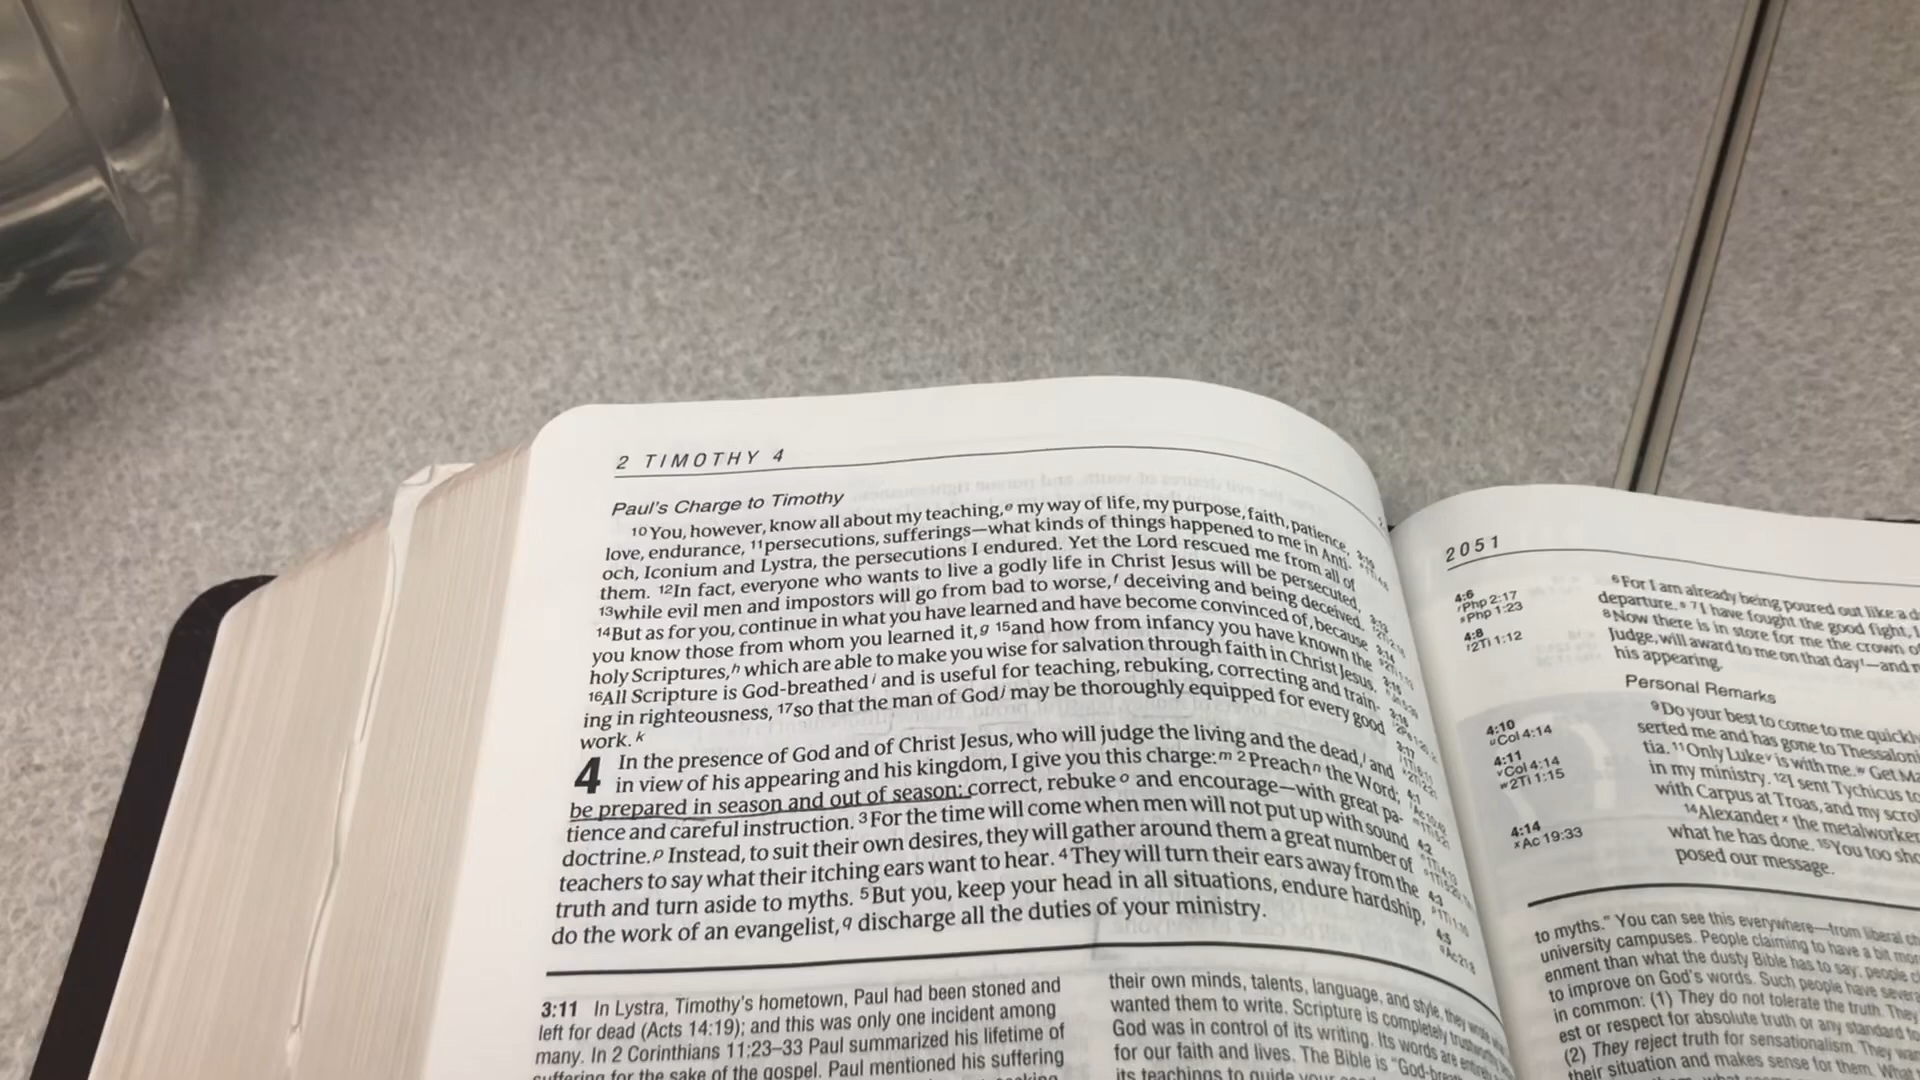 2 TIMOTHY 4
Paul's Charge to Timothy
10 You, however, know all about my teaching,e my way of life, my purpose, faith, patience,
love, endurance, 11 persecutions, sufferings—what kinds of things happened to me in Anti-
och, Iconium and Lystra, the persecutions I endured. Yet the Lord rescued me from all of
them. 12 In fact, everyone who wants to live a godly life in Christ Jesus will be persecuted,
13 while evil men and impostors will go from bad to worse,f deceiving and being deceived.
14 But as for you, continue in what you have learned and have become convinced of, because
you know those from whom you learned it,g 15 and how from infancy you have known the
holy Scriptures,h which are able to make you wise for salvation through faith in Christ Jesus.
16 All Scripture is God-breathed i and is useful for teaching, rebuking, correcting and train-
ing in righteousness, 17 so that the man of God j may be thoroughly equipped for every good
work. k
4 In the presence of God and of Christ Jesus, who will judge the living and the dead,l and
in view of his appearing and his kingdom, I give you this charge: m 2 Preach n the Word;
be prepared in season and out of season; correct, rebuke o and encourage—with great pa-
tience and careful instruction. 3 For the time will come when men will not put up with sound
doctrine.p Instead, to suit their own desires, they will gather around them a great number of
teachers to say what their itching ears want to hear. 4 They will turn their ears away from the
truth and turn aside to myths. 5 But you, keep your head in all situations, endure hardship,
do the work of an evangelist,q discharge all the duties of your ministry.
3:11 In Lystra, Timothy's hometown, Paul had been stoned and
left for dead (Acts 14:19); and this was only one incident among
many. In 2 Corinthians 11:23–33 Paul summarized his lifetime of
suffering for the sake of the gospel. Paul mentioned his suffering
their own minds, talents, language, and style, they wrote
wanted them to write. Scripture is completely
God was in control of its writing. Its words are
for our faith and lives. The Bible is "God-
its teachings to guide your
2051
4:6
r Php 2:17
s Php 1:23
4:8
t 2Ti 1:12
4:10
u Col 4:14
4:11
v Col 4:14
w 2Ti 1:15
4:14
x Ac 19:33
6 For I am already being poured out like a
departure. s 7 I have fought the good fight,
8 Now there is in store for me the crown
Judge, will award to me on that day t—and
his appearing.
Personal Remarks
9 Do your best to come to me quickly
serted me and has gone to
tia. 11 Only Luke v is with me. w Get
in my ministry. 12 I sent Tychicus
with Carpus at Troas, and my
14 Alexander x the metalworker
what he has done. 15 You too
posed our message.
to myths." You can see this everywhere—from liberal
university campuses. People claiming to have a bit
enment than what the dusty Bible has to say; people
to improve on God's words. Such people have
in common: (1) They do not tolerate the truth. They
est or respect for absolute truth or any standard
(2) They reject truth for sensationalism. They
their situation and makes sense for them. What